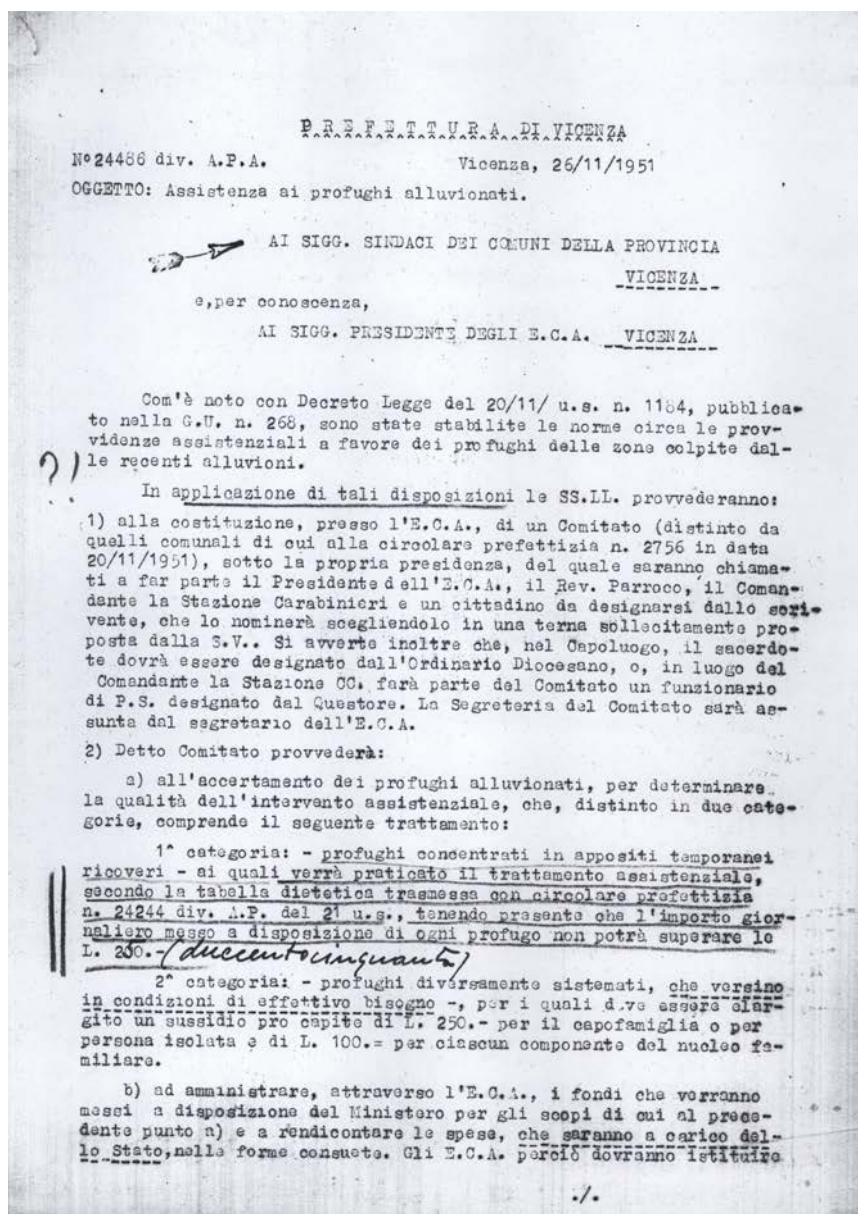 PREFETTURA DI VICENZA
N°24486 div. A.P.A. Vicenza, 26/11/1951
OGGETTO: Assistenza ai profughi alluvionati.
AI SIGG. SINDACI DEI COMUNI DELLA PROVINCIA
VICENZA
e,per conoscenza,
AI SIGG. PRESIDENTE DEGLI E.C.A. VICENZA
Com'è noto con Decreto Legge del 20/11/ u.s. n. 1184, pubblica-
to nella G.U. n. 268, sono state stabilite le norme circa le prov-
videnze assistenziali a favore dei profughi delle zone colpite dal-
?) le recenti alluvioni.
In applicazione di tali disposizioni le SS.LL. provvederanno:
1) alla costituzione, presso l'E.C.A., di un Comitato (distinto da
quelli comunali di cui alla circolare prefettizia n. 2756 in data
20/11/1951), sotto la propria presidenza, del quale saranno chiama-
ti a far parte il Presidente dell'E.C.A., il Rev. Parroco, il Coman-
dante la Stazione Carabinieri e un cittadino da designarsi dallo scri-
vente, che lo nominerà scegliendolo in una terna sollecitamente pro-
posta dalla S.V.. Si avverte inoltre che, nel Capoluogo, il sacerdo-
te dovrà essere designato dall'Ordinario Diocesano, o, in luogo del
Comandante la Stazione CC. farà parte del Comitato un funzionario
di P.S. designato dal Questore. La Segreteria del Comitato sarà as-
sunta dal segretario dell'E.C.A.
2) Detto Comitato provvederà:
a) all'accertamento dei profughi alluvionati, per determinare
la qualità dell'intervento assistenziale, che, distinto in due cate-
gorie, comprende il seguente trattamento:
1^ categoria: - profughi concentrati in appositi temporanei
ricoveri - ai quali verrà praticato il trattamento assistenziale,
secondo la tabella dietetica trasmessa con circolare prefettizia
n. 24244 div. A.P. del 21 u.s., tenendo presente che l'importo gior-
naliero messo a disposizione di ogni profugo non potrà superare le
L. 250.- (duecentocinquanta)
2^ categoria: - profughi diversamente sistemati, che versino
in condizioni di effettivo bisogno -, per i quali deve essere elar-
gito un sussidio pro capite di L. 250.- per il capofamiglia o per
persona isolata e di L. 100.= per ciascun componente del nucleo fa-
miliare.
b) ad amministrare, attraverso l'E.C.A., i fondi che verranno
messi a disposizione del Ministero per gli scopi di cui al prece-
dente punto a) e a rendicontare le spese, che saranno a carico del-
lo Stato,nelle forme consuete. Gli E.C.A. perciò dovranno istituire
./.